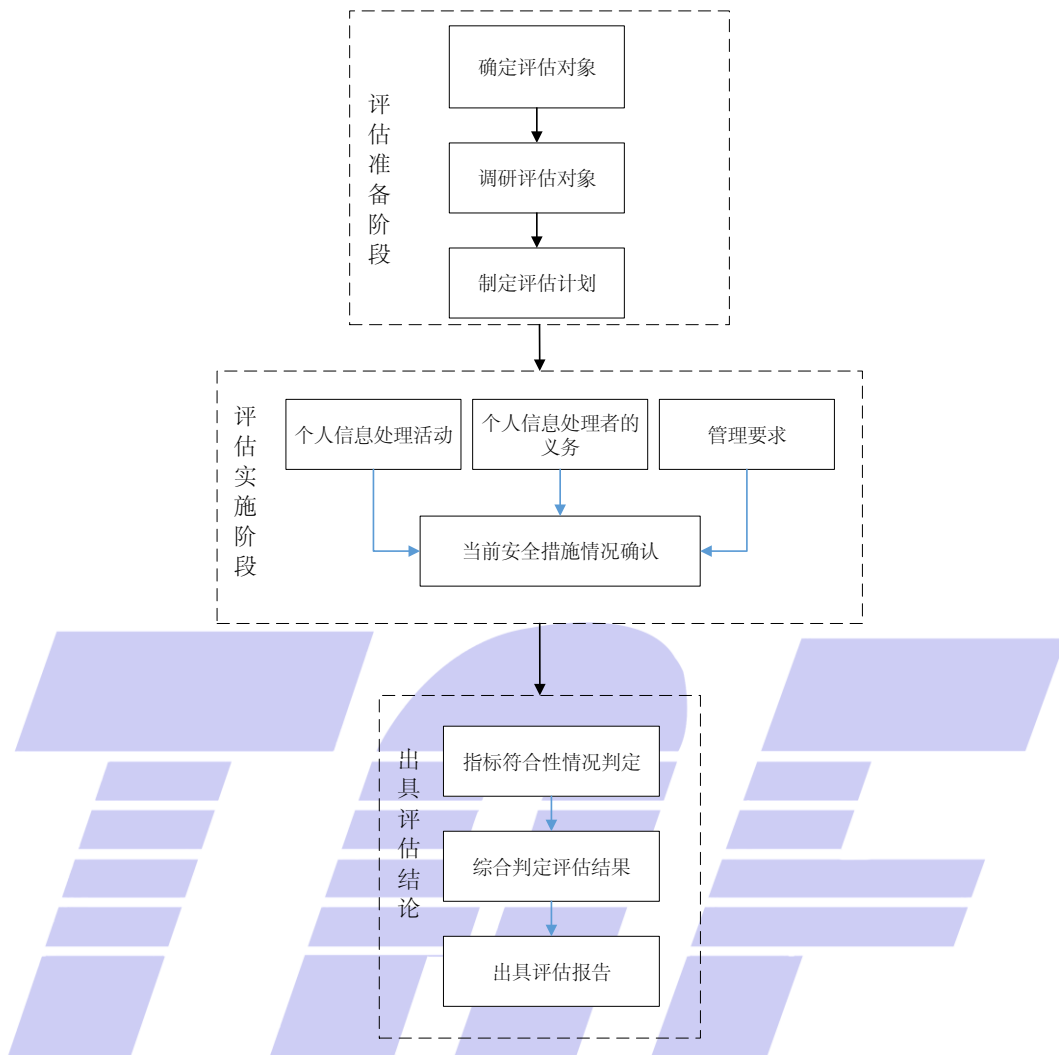 评估准备阶段
确定评估对象
调研评估对象
制定评估计划
评估实施阶段
个人信息处理活动
个人信息处理者的
义务
管理要求
当前安全措施情况确认
出具评估结论
指标符合性情况判定
综合判定评估结果
出具评估报告
TAF